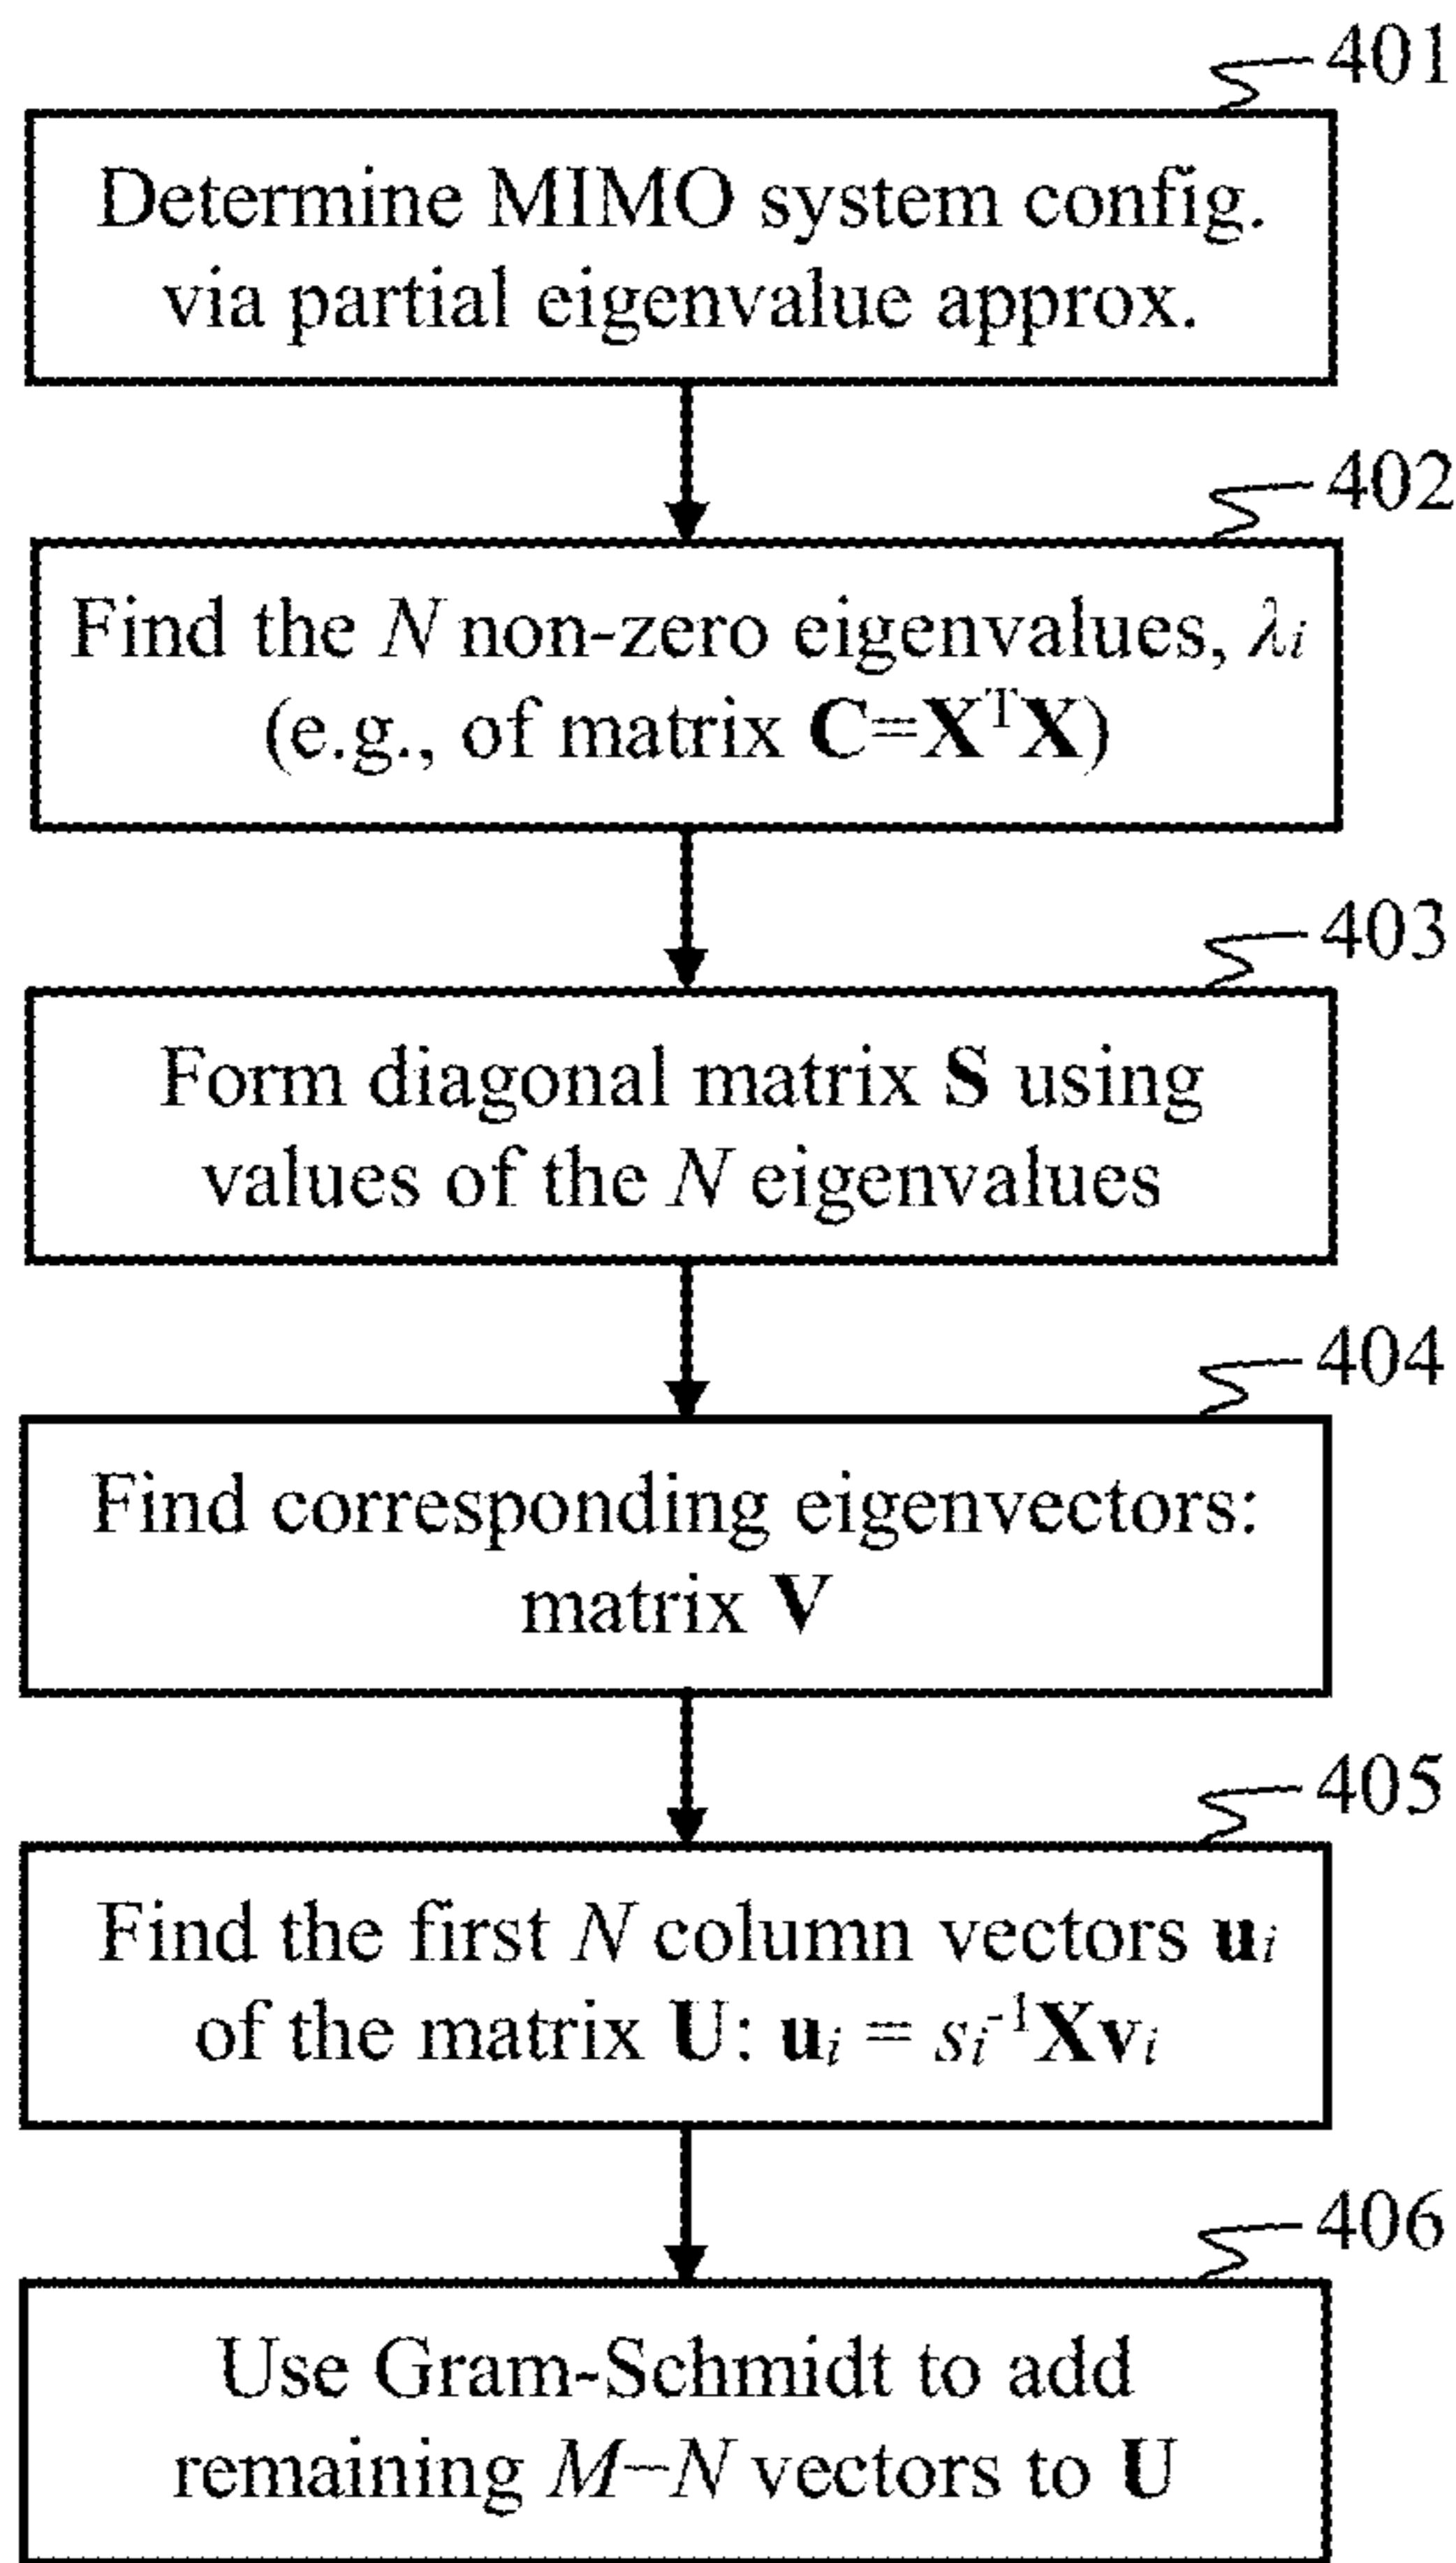 401
Determine MIMO system config.
via partial eigenvalue approx.
402
Find the N non-zero eigenvalues, λi
(e.g., of matrix C=XᵀX)
403
Form diagonal matrix S using
values of the N eigenvalues
404
Find corresponding eigenvectors:
matrix V
405
Find the first N column vectors ui
of the matrix U: ui = si⁻¹Xvi
406
Use Gram-Schmidt to add
remaining M−N vectors to U